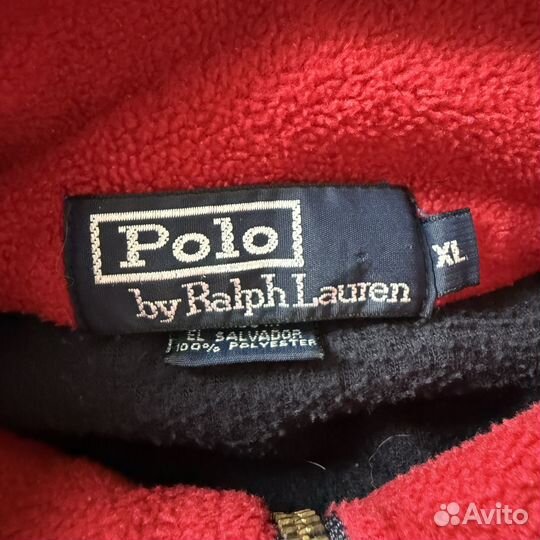 Polo
by Ralph Lauren
XL
EL SALVADOR
100% POLYESTER
Avito